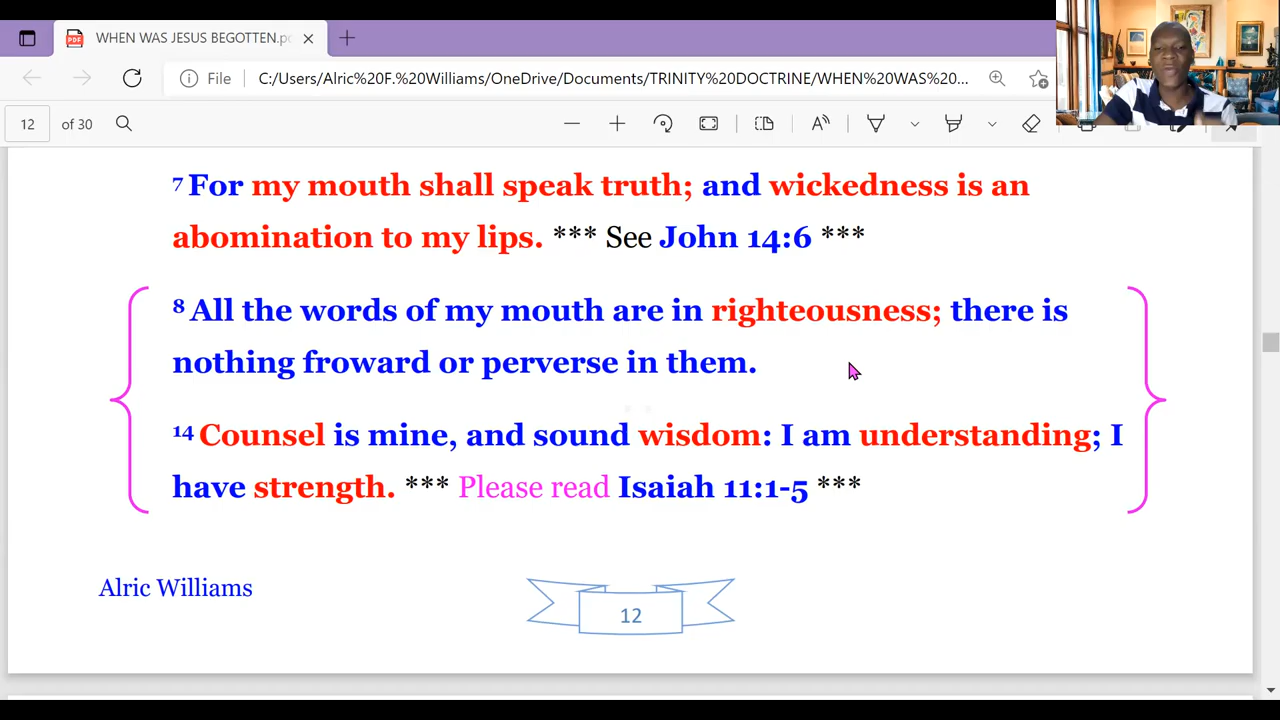 WHEN WAS JESUS BEGOTTEN.p
File C:/Users/Alric%20F.%20Williams/OneDrive/Documents/TRINITY%20DOCTRINE/WHEN%20WAS%20...
12 of 30
7 For my mouth shall speak truth; and wickedness is an
abomination to my lips. *** See John 14:6 ***
8 All the words of my mouth are in righteousness; there is
nothing froward or perverse in them.
14 Counsel is mine, and sound wisdom: I am understanding; I
have strength. *** Please read Isaiah 11:1-5 ***
Alric Williams
12